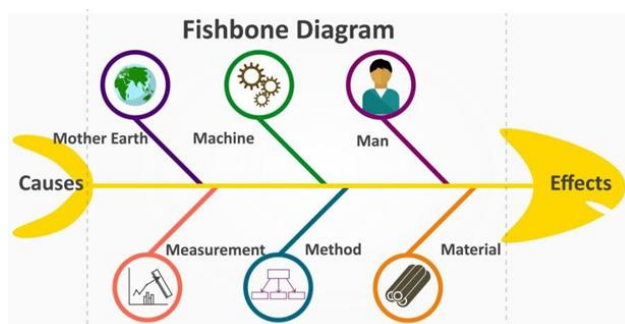 Fishbone Diagram
Mother Earth
Machine
Man
Causes
Effects
Measurement
Method
Material